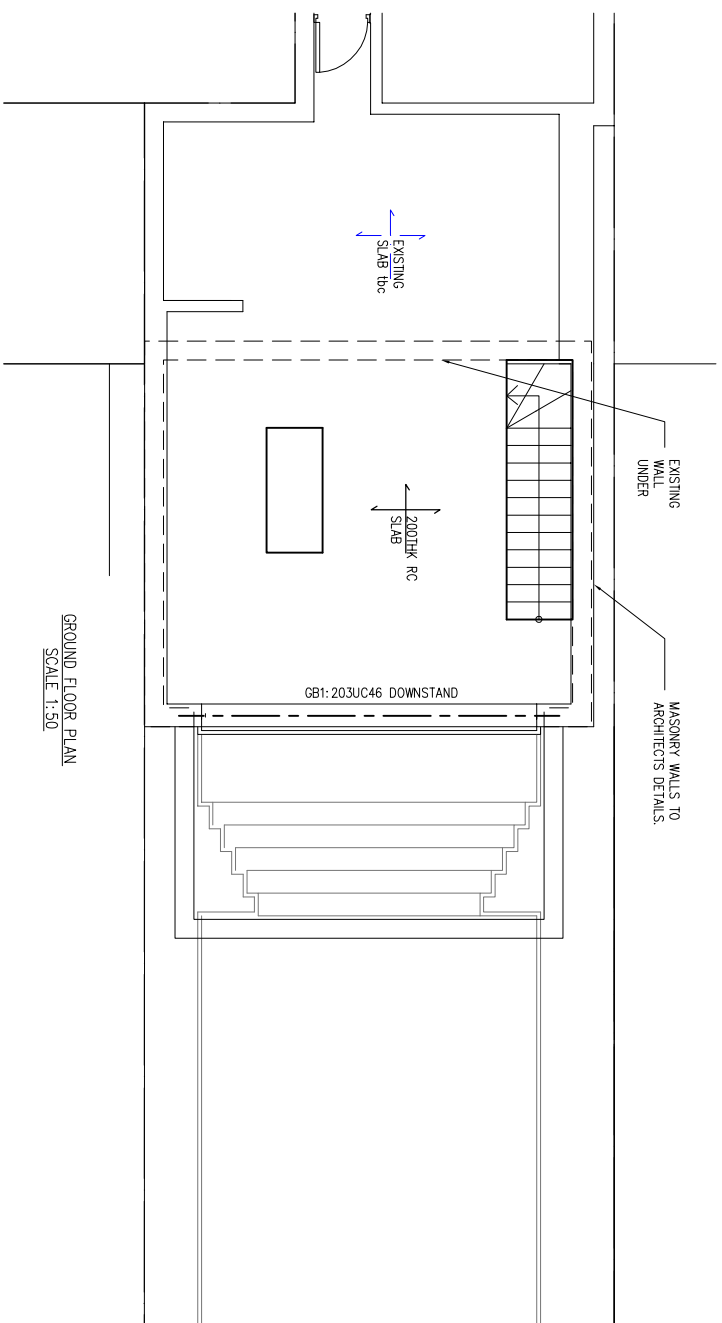 EXISTING
SLAB tbc
EXISTING
WALL
UNDER
200THK RC
SLAB
MASONRY WALLS TO
ARCHITECTS DETAILS.
GB1: 203UC46 DOWNSTAND
GROUND FLOOR PLAN
SCALE 1:50